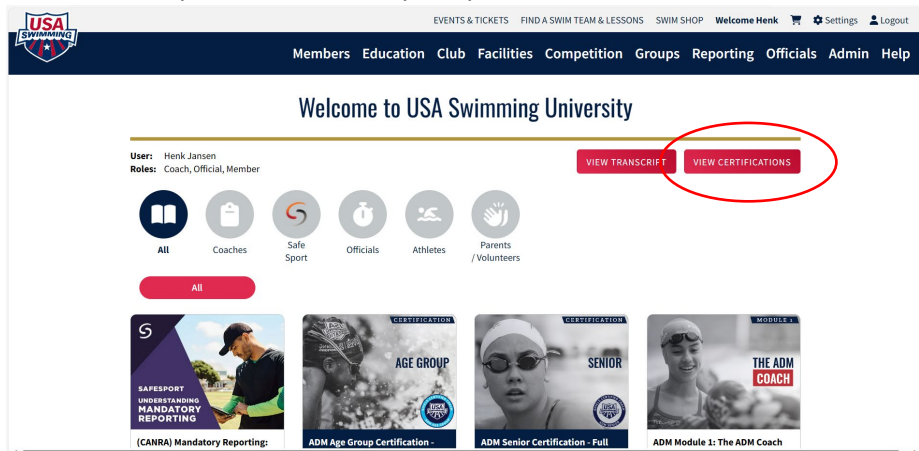 USA
SWIMMING
EVENTS & TICKETS FIND A SWIM TEAM & LESSONS SWIM SHOP Welcome Henk Settings Logout
Members Education Club Facilities Competition Groups Reporting Officials Admin Help
Welcome to USA Swimming University
User: Henk Jansen
Roles: Coach, Official, Member
VIEW TRANSCRIPT VIEW CERTIFICATIONS
All Coaches Safe Sport Officials Athletes Parents / Volunteers
All
SAFESPORT
UNDERSTANDING
MANDATORY
REPORTING
(CANRA) Mandatory Reporting:
CERTIFICATION
AGE GROUP
USA
ADM Age Group Certification -
CERTIFICATION
SENIOR
USA
ADM Senior Certification - Full
MODULE 1
THE ADM
COACH
ADM Module 1: The ADM Coach